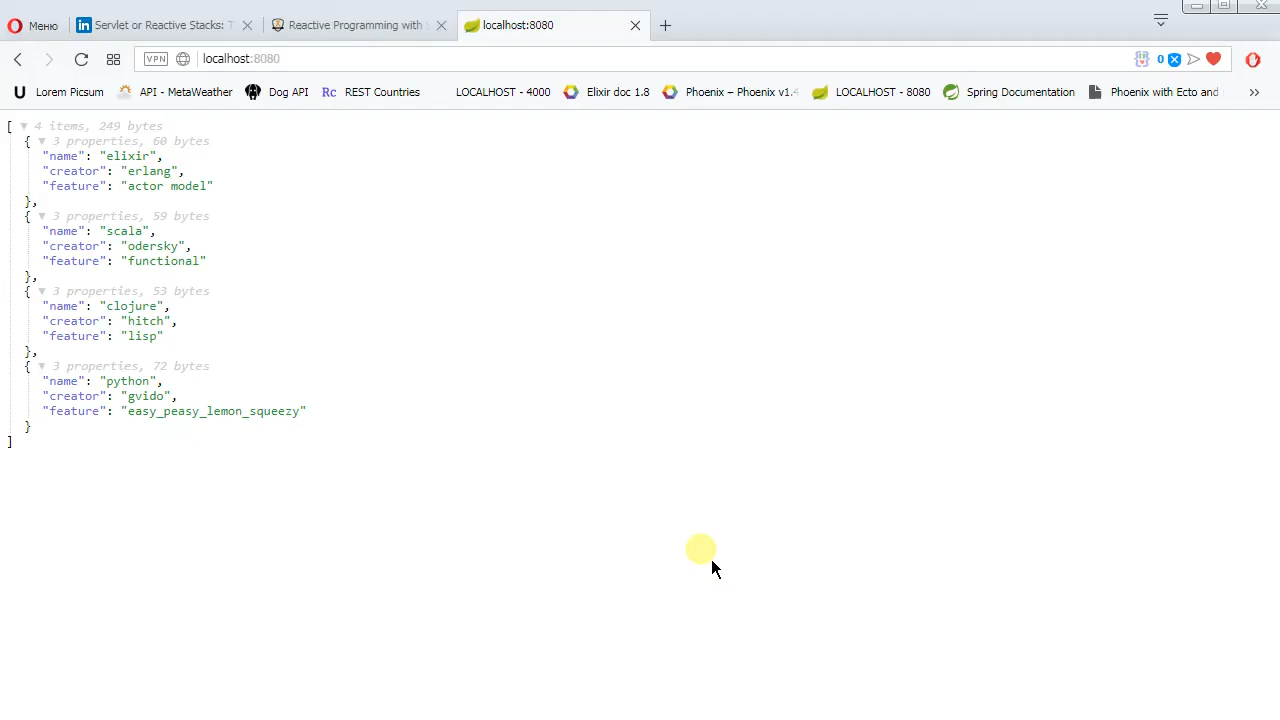 Меню
Servlet or Reactive Stacks: T
Reactive Programming with
localhost:8080
VPN
localhost:8080
0
Lorem Picsum
API - MetaWeather
Dog API
Rc REST Countries
LOCALHOST - 4000
Elixir doc 1.8
Phoenix – Phoenix v1.4
LOCALHOST - 8080
Spring Documentation
Phoenix with Ecto and
»
[ ▼ 4 items, 249 bytes
{ ▼ 3 properties, 60 bytes
"name": "elixir",
"creator": "erlang",
"feature": "actor model"
},
{ ▼ 3 properties, 59 bytes
"name": "scala",
"creator": "odersky",
"feature": "functional"
},
{ ▼ 3 properties, 53 bytes
"name": "clojure",
"creator": "hitch",
"feature": "lisp"
},
{ ▼ 3 properties, 72 bytes
"name": "python",
"creator": "gvido",
"feature": "easy_peasy_lemon_squeezy"
}
]